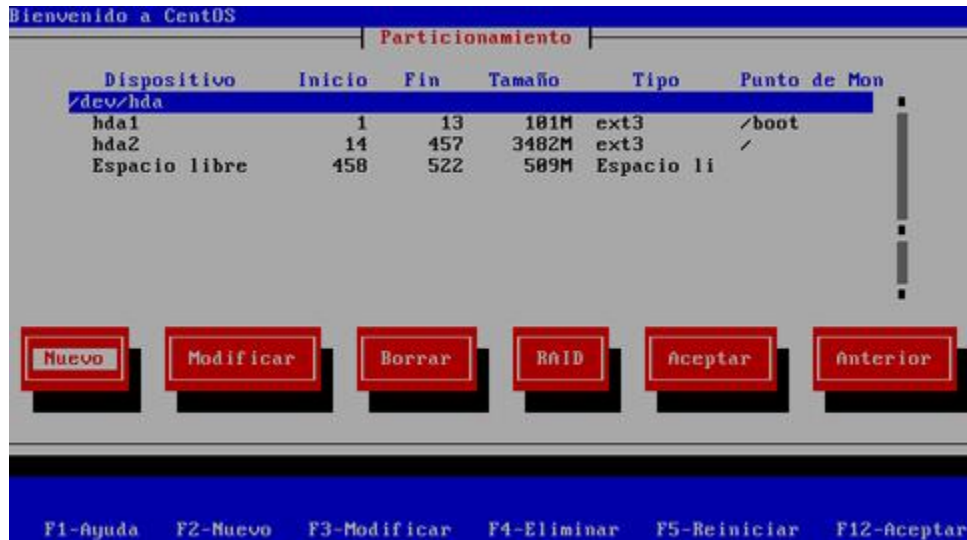 Bienvenido a CentOS
Particionamiento
Dispositivo Inicio Fin Tamaño Tipo Punto de Mon
/dev/hda
hda1 1 13 101M ext3 /boot
hda2 14 457 3482M ext3 /
Espacio libre 458 522 509M Espacio li
Nuevo Modificar Borrar RAID Aceptar Anterior
F1-Ayuda F2-Nuevo F3-Modificar F4-Eliminar F5-Reiniciar F12-Aceptar